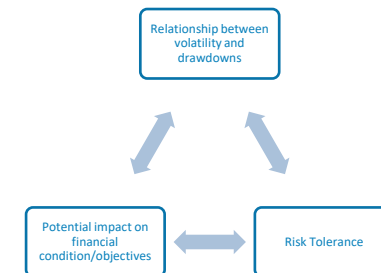 Relationship between
volatility and
drawdowns
Potential impact on
financial
condition/objectives
Risk Tolerance